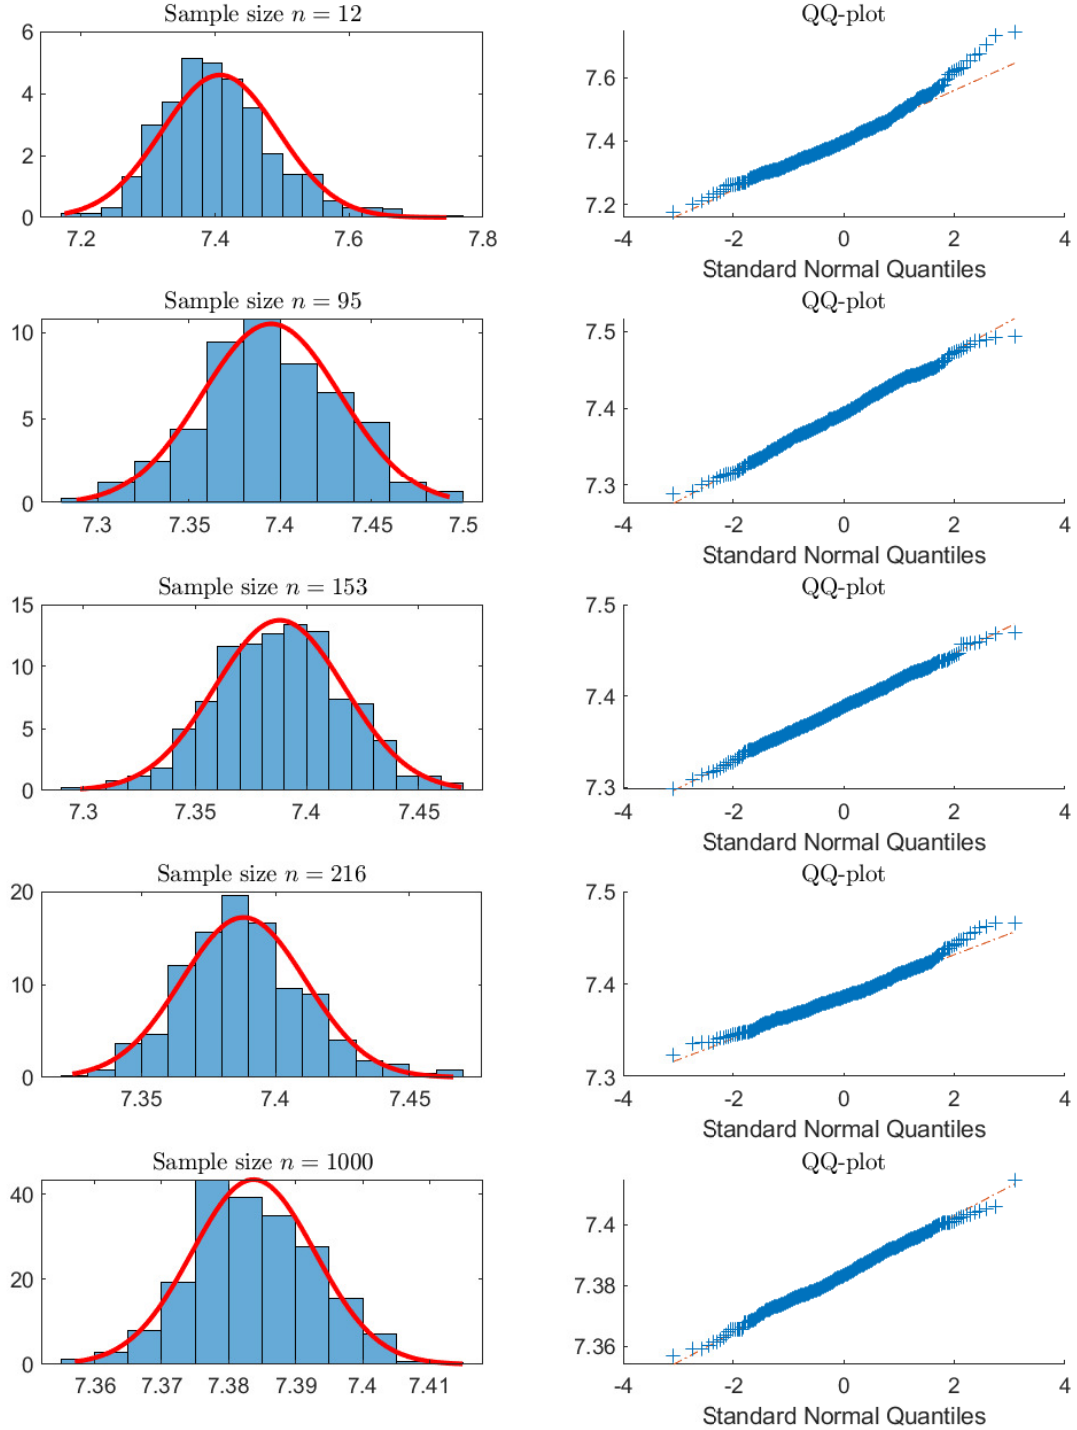 Sample size n = 12
6
4
2
0
7.2 7.4 7.6 7.8
QQ-plot
7.6
7.4
7.2
-4 -2 0 2 4
Standard Normal Quantiles
Sample size n = 95
10
5
0
7.3 7.35 7.4 7.45 7.5
QQ-plot
7.5
7.4
7.3
-4 -2 0 2 4
Standard Normal Quantiles
Sample size n = 153
15
10
5
0
7.3 7.35 7.4 7.45
QQ-plot
7.5
7.4
7.3
-4 -2 0 2 4
Standard Normal Quantiles
Sample size n = 216
20
10
0
7.35 7.4 7.45
QQ-plot
7.5
7.4
7.3
-4 -2 0 2 4
Standard Normal Quantiles
Sample size n = 1000
40
20
0
7.36 7.37 7.38 7.39 7.4 7.41
QQ-plot
7.4
7.38
7.36
-4 -2 0 2 4
Standard Normal Quantiles